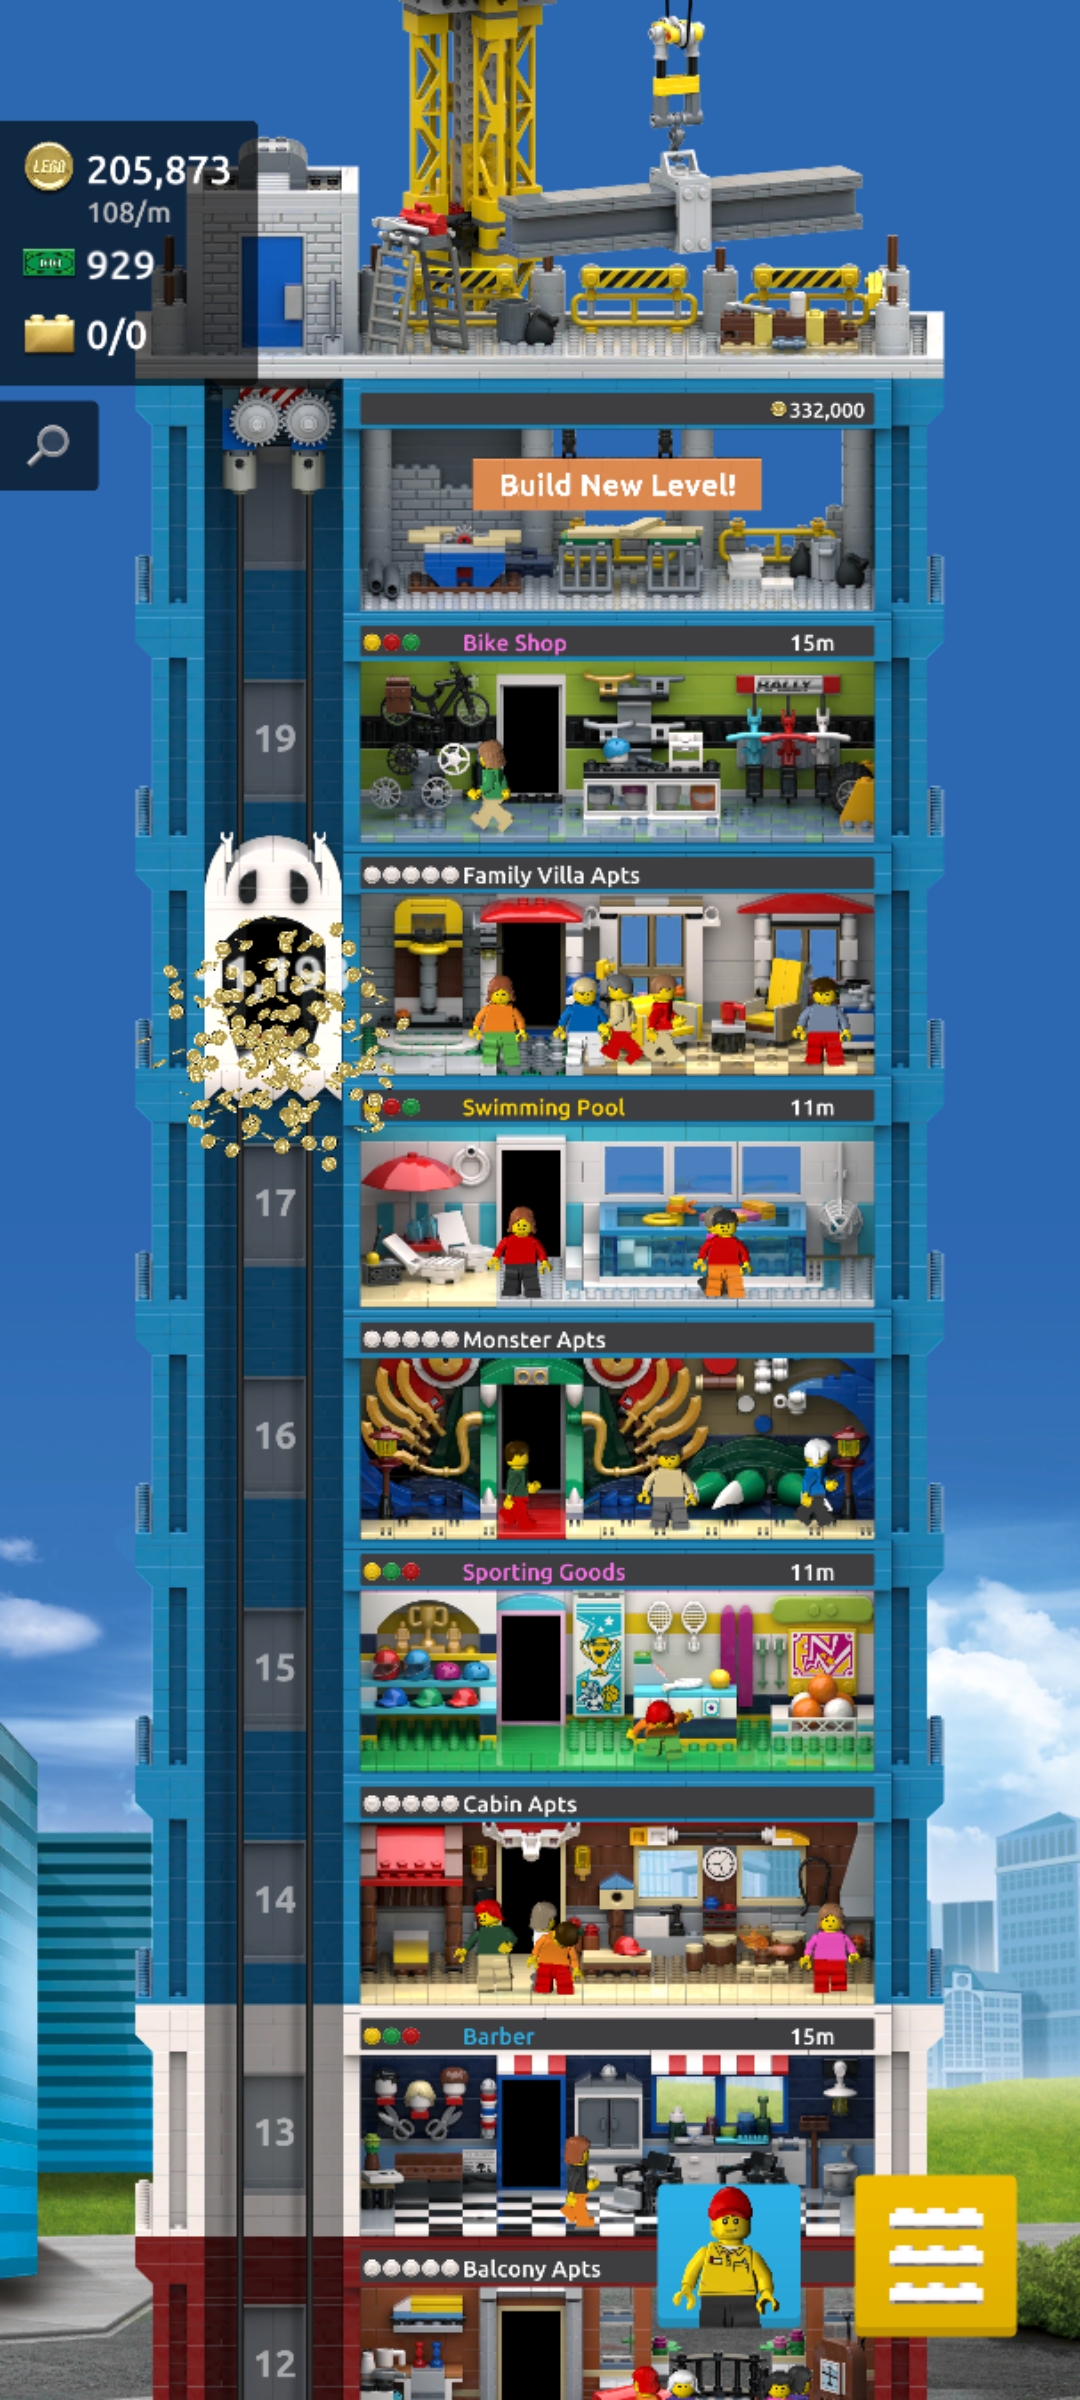 LEGO
205,873
108/m
929
0/0
332,000
Build New Level!
Bike Shop 15m
RALLY
19
Family Villa Apts
Swimming Pool 11m
17
Monster Apts
16
Sporting Goods 11m
15
Cabin Apts
14
Barber 15m
13
Balcony Apts
12